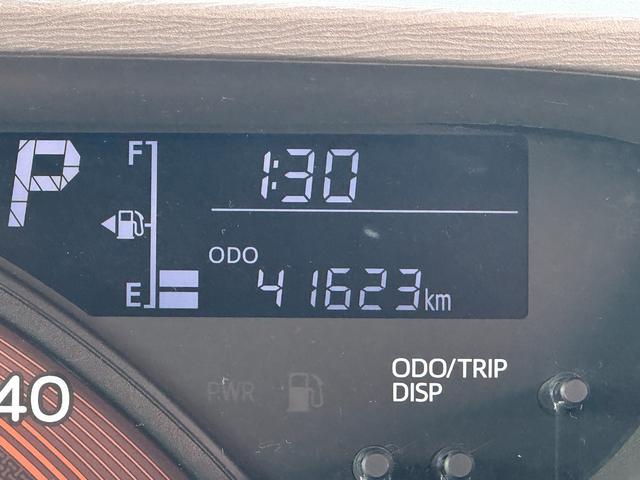 P
F
1:30
ODO
E
41623km
ODO/TRIP
DISP
PWR
40